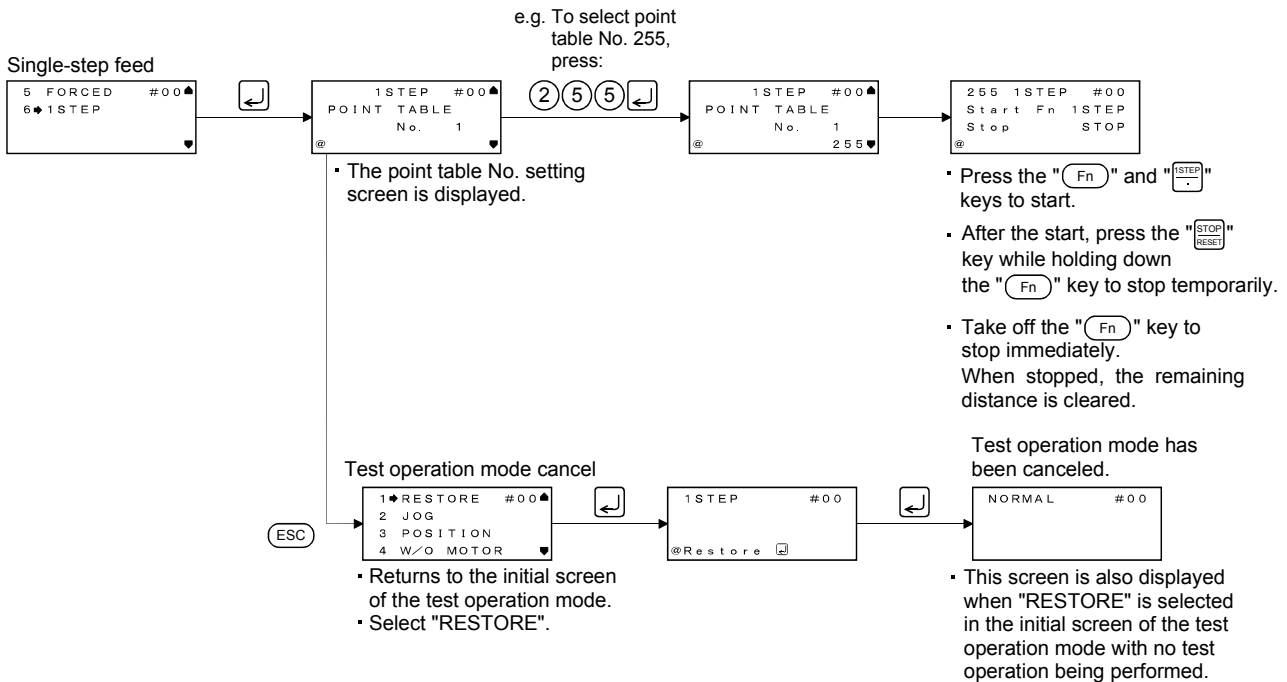 e.g. To select point
table No. 255,
press:
Single-step feed
5 FORCED #00
6 1STEP
1STEP #00
POINT TABLE
No. 1
@
2 5 5
1STEP #00
POINT TABLE
No. 1
@ 255
255 1STEP #00
Start Fn 1STEP
Stop STOP
@
The point table No. setting
screen is displayed.
Press the "Fn" and "1STEP ."
keys to start.
After the start, press the "STOP RESET"
key while holding down
the "Fn" key to stop temporarily.
Take off the "Fn" key to
stop immediately.
When stopped, the remaining
distance is cleared.
Test operation mode cancel
ESC
1 RESTORE #00
2 JOG
3 POSITION
4 W/O MOTOR
Returns to the initial screen
of the test operation mode.
Select "RESTORE".
1STEP #00
@Restore
Test operation mode has
been canceled.
NORMAL #00
This screen is also displayed
when "RESTORE" is selected
in the initial screen of the test
operation mode with no test
operation being performed.